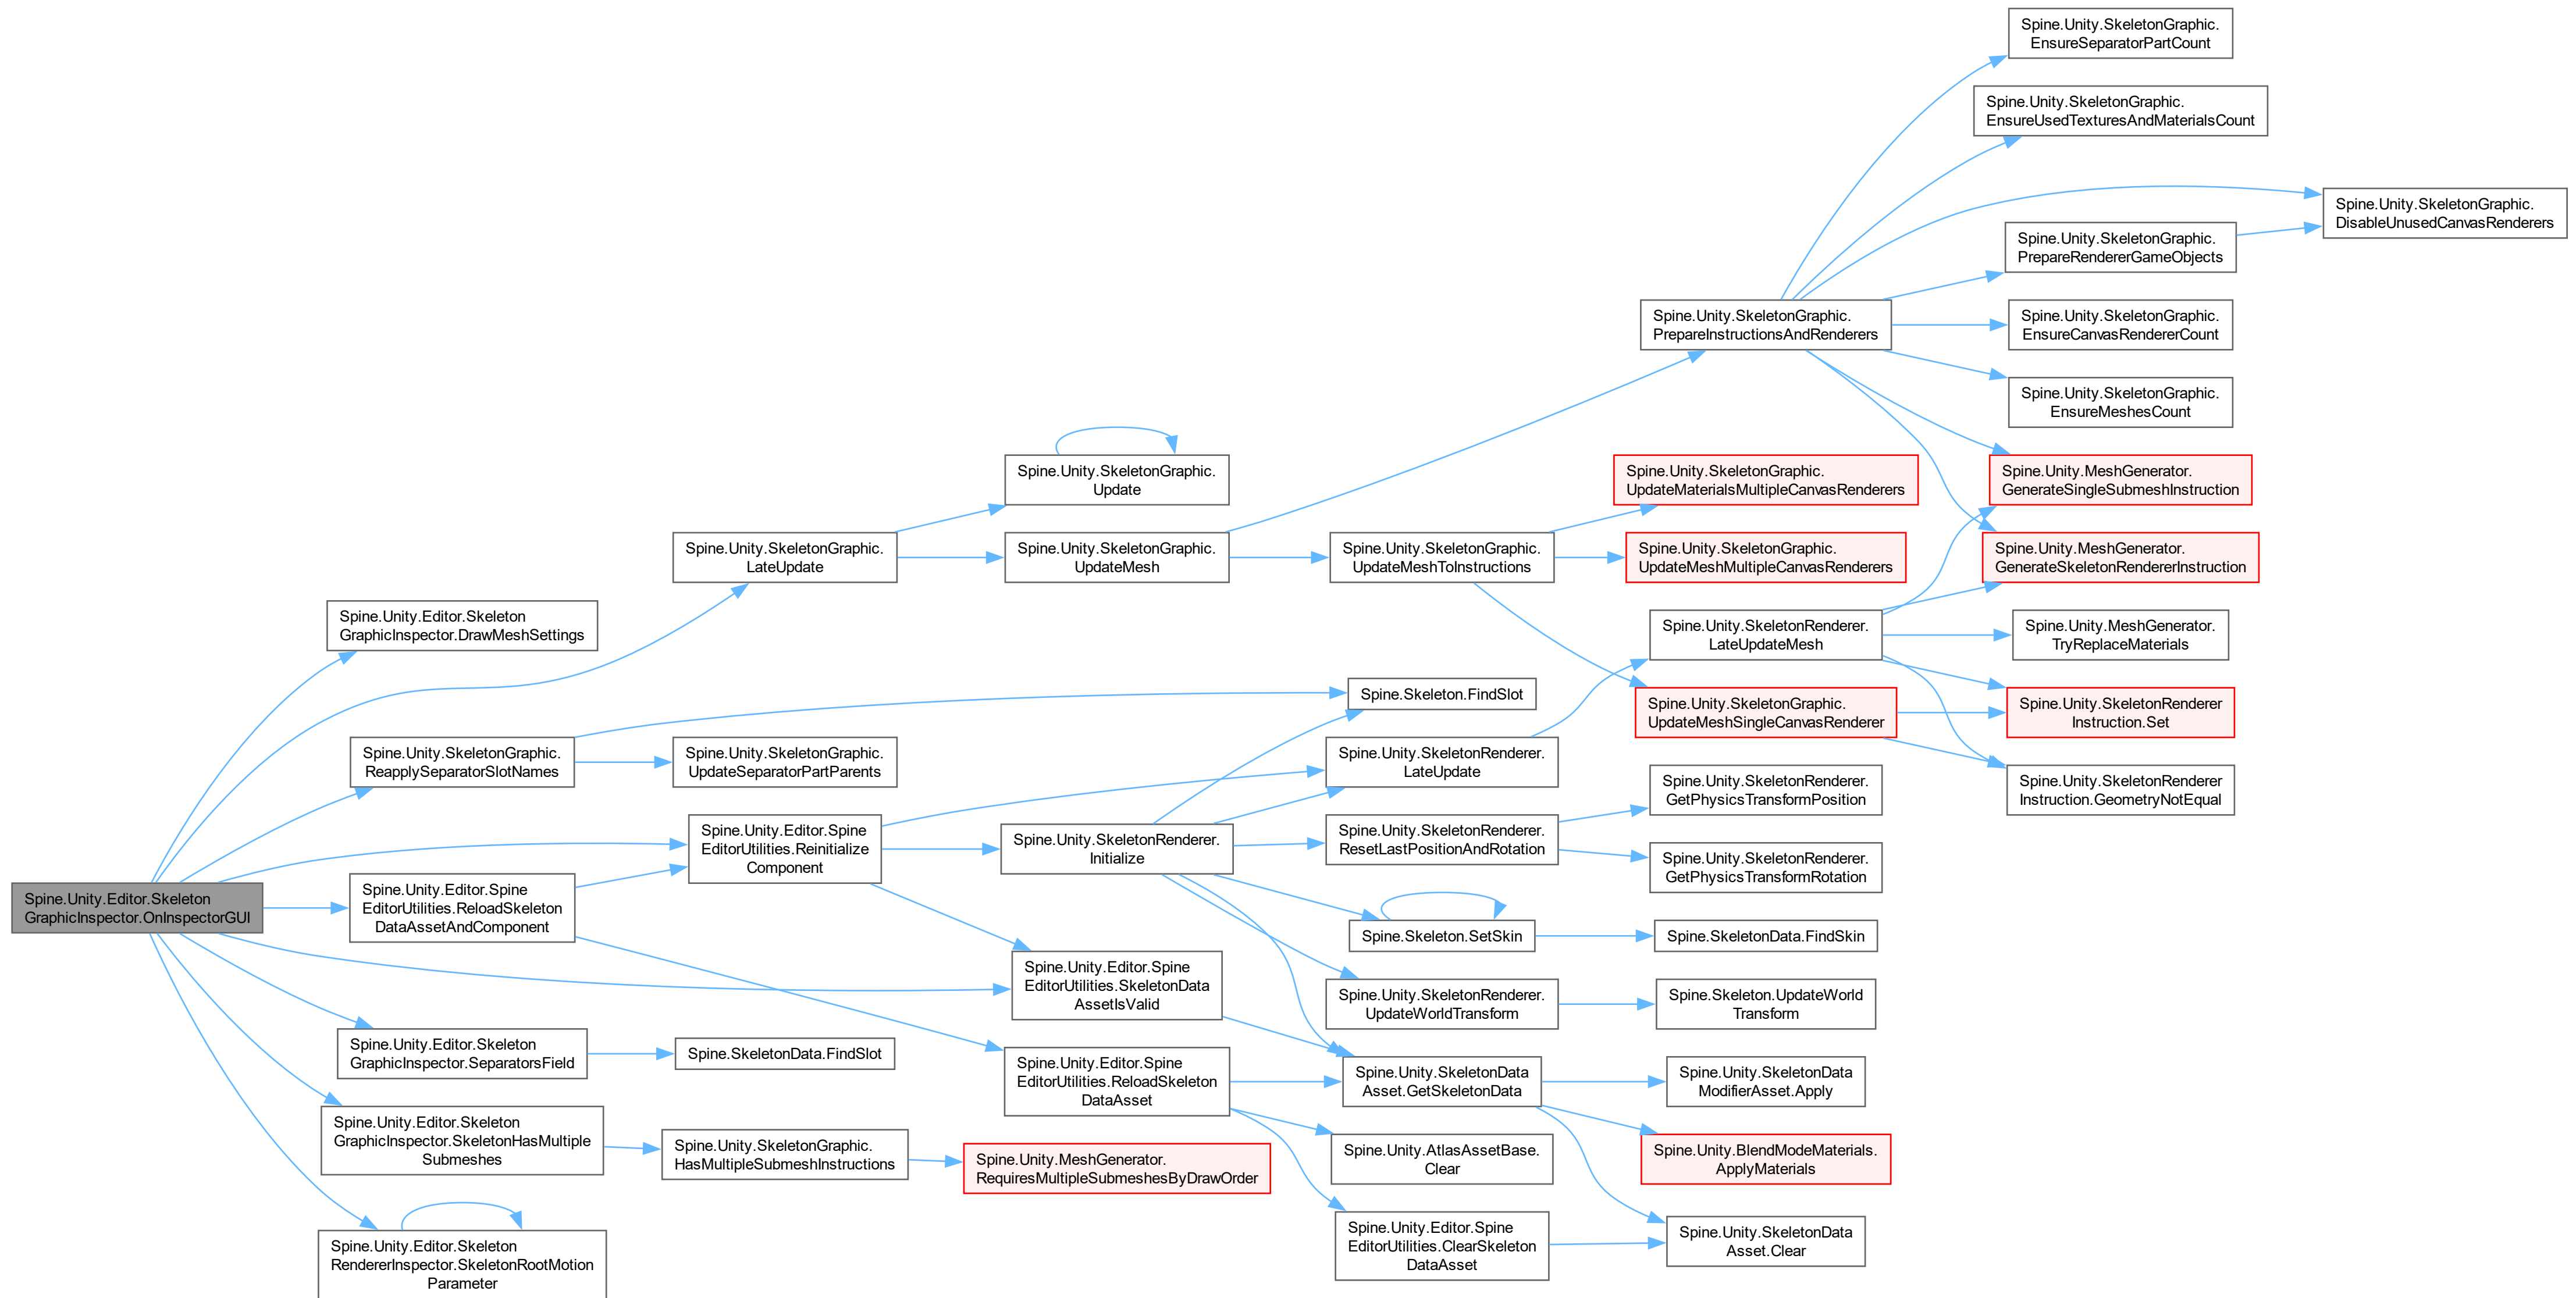 Spine.Unity.SkeletonGraphic.
EnsureSeparatorPartCount
Spine.Unity.SkeletonGraphic.
EnsureUsedTexturesAndMaterialsCount
Spine.Unity.SkeletonGraphic.
DisableUnusedCanvasRenderers
Spine.Unity.SkeletonGraphic.
PrepareRendererGameObjects
Spine.Unity.SkeletonGraphic.
PrepareInstructionsAndRenderers
Spine.Unity.SkeletonGraphic.
EnsureCanvasRendererCount
Spine.Unity.SkeletonGraphic.
EnsureMeshesCount
Spine.Unity.SkeletonGraphic.
Update
Spine.Unity.SkeletonGraphic.
UpdateMaterialsMultipleCanvasRenderers
Spine.Unity.MeshGenerator.
GenerateSingleSubmeshInstruction
Spine.Unity.SkeletonGraphic.
LateUpdate
Spine.Unity.SkeletonGraphic.
UpdateMesh
Spine.Unity.SkeletonGraphic.
UpdateMeshToInstructions
Spine.Unity.SkeletonGraphic.
UpdateMeshMultipleCanvasRenderers
Spine.Unity.MeshGenerator.
GenerateSkeletonRendererInstruction
Spine.Unity.Editor.Skeleton
GraphicInspector.DrawMeshSettings
Spine.Unity.SkeletonRenderer.
LateUpdateMesh
Spine.Unity.MeshGenerator.
TryReplaceMaterials
Spine.Skeleton.FindSlot
Spine.Unity.SkeletonGraphic.
UpdateMeshSingleCanvasRenderer
Spine.Unity.SkeletonRenderer
Instruction.Set
Spine.Unity.SkeletonGraphic.
ReapplySeparatorSlotNames
Spine.Unity.SkeletonGraphic.
UpdateSeparatorPartParents
Spine.Unity.SkeletonRenderer.
LateUpdate
Spine.Unity.SkeletonRenderer.
GetPhysicsTransformPosition
Spine.Unity.SkeletonRenderer
Instruction.GeometryNotEqual
Spine.Unity.Editor.Spine
EditorUtilities.Reinitialize
Component
Spine.Unity.SkeletonRenderer.
Initialize
Spine.Unity.SkeletonRenderer.
ResetLastPositionAndRotation
Spine.Unity.SkeletonRenderer.
GetPhysicsTransformRotation
Spine.Unity.Editor.Skeleton
GraphicInspector.OnInspectorGUI
Spine.Unity.Editor.Spine
EditorUtilities.ReloadSkeleton
DataAssetAndComponent
Spine.Skeleton.SetSkin
Spine.SkeletonData.FindSkin
Spine.Unity.Editor.Spine
EditorUtilities.SkeletonData
AssetIsValid
Spine.Unity.SkeletonRenderer.
UpdateWorldTransform
Spine.Skeleton.UpdateWorld
Transform
Spine.Unity.Editor.Skeleton
GraphicInspector.SeparatorsField
Spine.SkeletonData.FindSlot
Spine.Unity.Editor.Spine
EditorUtilities.ReloadSkeleton
DataAsset
Spine.Unity.SkeletonData
Asset.GetSkeletonData
Spine.Unity.SkeletonData
ModifierAsset.Apply
Spine.Unity.Editor.Skeleton
GraphicInspector.SkeletonHasMultiple
Submeshes
Spine.Unity.SkeletonGraphic.
HasMultipleSubmeshInstructions
Spine.Unity.MeshGenerator.
RequiresMultipleSubmeshesByDrawOrder
Spine.Unity.AtlasAssetBase.
Clear
Spine.Unity.BlendModeMaterials.
ApplyMaterials
Spine.Unity.Editor.Spine
EditorUtilities.ClearSkeleton
DataAsset
Spine.Unity.SkeletonData
Asset.Clear
Spine.Unity.Editor.Skeleton
RendererInspector.SkeletonRootMotion
Parameter